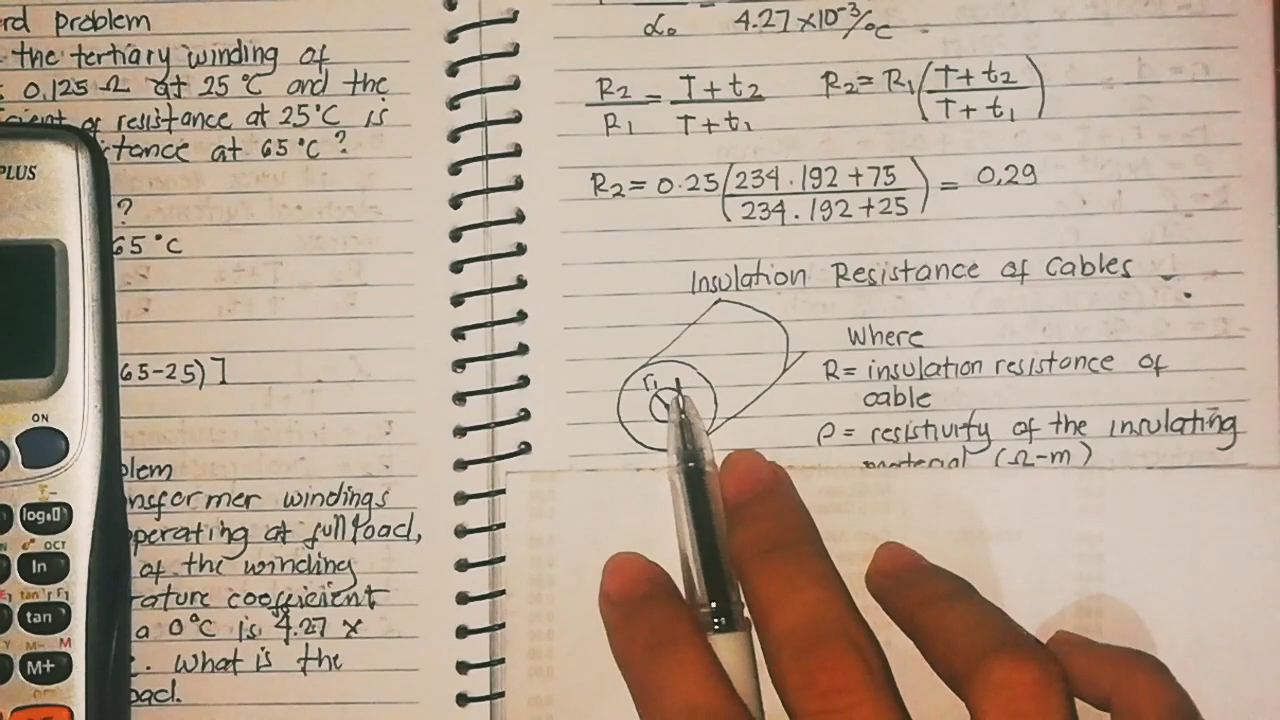 rd problem
the tertiary winding of
0.125 Ω at 25°C and the
of resistance at 25°C is
tance at 65°C?
?
65°C
65-25)]
blem
nsformer windings
perating at full load,
of the winding
rature coefficient
a 0°C is 4.27 x
. What is the
oad.
PLUS
ON
log
OCT
ln
tan
M- M
M+
α₀ 4.27 x10⁻³/°C
R2/R1 = T+t2/T+t1 R2 = R1(T+t2/T+t1)
R2 = 0.25(234.192+75/234.192+25) = 0.29
Insulation Resistance of Cables
r1
Where
R = insulation resistance of
cable
ρ = resistivity of the insulating
material (Ω-m)